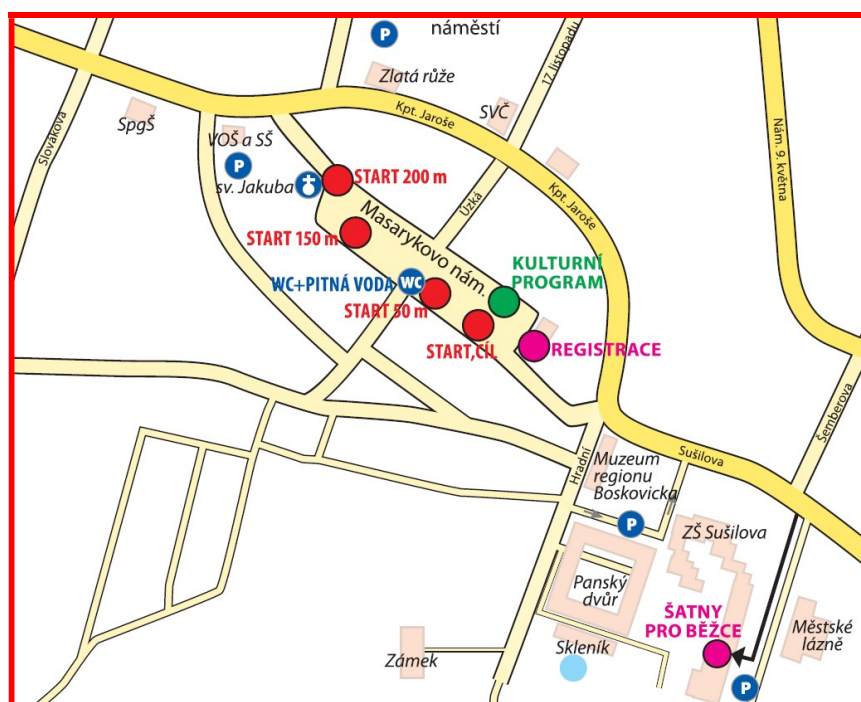 P
náměstí
Zlatá růže
17. listopadu
SVČ
Kpt. Jaroše
Nám. 9. května
Slovákova
SpgŠ
VOŠ a SŠ
P
sv. Jakuba
START 200 m
Masarykovo nám.
Úzká
Kpt. Jaroše
START 150 m
KULTURNÍ
PROGRAM
WC+PITNÁ VODA
WC
START 50 m
START,CÍL
REGISTRACE
Šemberova
Sušilova
Hradní
Muzeum
regionu
Boskovicka
P
ZŠ Sušilova
Panský
dvůr
ŠATNY
PRO BĚŽCE
Městské
lázně
Skleník
Zámek
P